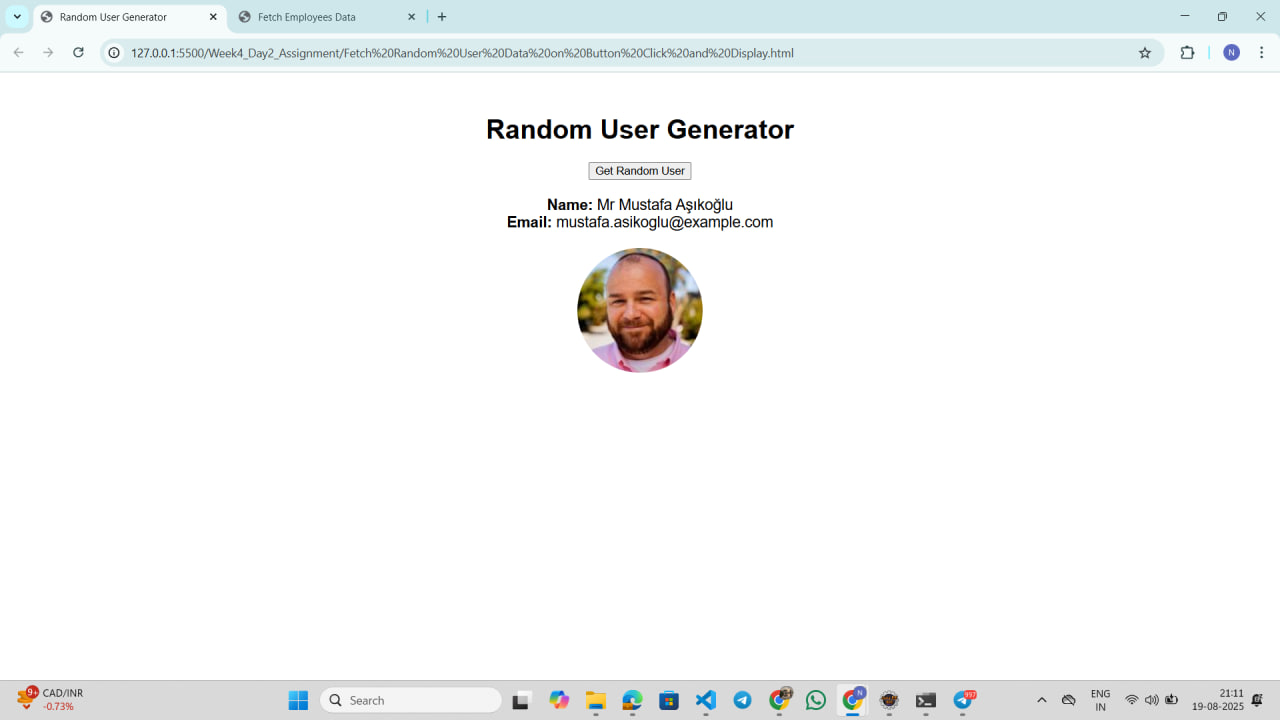 Random User Generator
Fetch Employees Data
127.0.0.1:5500/Week4_Day2_Assignment/Fetch%20Random%20User%20Data%20on%20Button%20Click%20and%20Display.html
N
Random User Generator
Get Random User
Name: Mr Mustafa Aşıkoğlu
Email: mustafa.asikoglu@example.com
9+
CAD/INR
-0.73%
Search
N
997
ENG
IN
21:11
19-08-2025